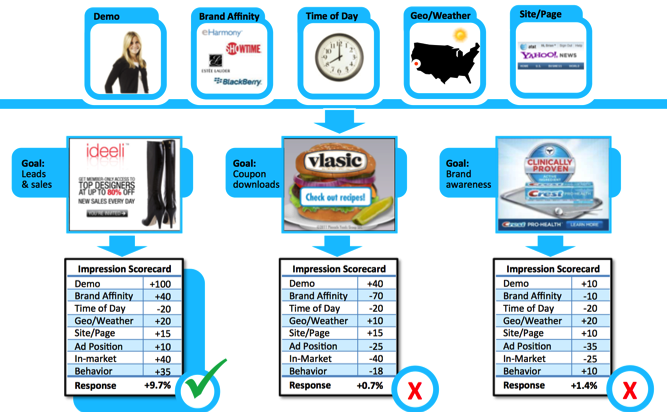 Demo
Brand Affinity
Time of Day
Geo/Weather
Site/Page
eHarmony
SHOWTIME
ESTÉE LAUDER
BlackBerry
at&t
YAHOO! NEWS
Goal:
Leads
& sales
ideeli
GET MEMBER-ONLY ACCESS TO
TOP DESIGNERS
AT UP TO 80% OFF
NEW SALES EVERY DAY
Goal:
Coupon
downloads
vlasic
Check out recipes!
Goal:
Brand
awareness
CLINICALLY
PROVEN
Crest
Crest PRO-HEALTH
LEARN MORE
Impression Scorecard
Demo +100
Brand Affinity +40
Time of Day -20
Geo/Weather +20
Site/Page +15
Ad Position +10
In-market +40
Behavior +35
Response +9.7%
Impression Scorecard
Demo +40
Brand Affinity -70
Time of Day -20
Geo/Weather +10
Site/Page +15
Ad Position -25
In-market -40
Behavior -18
Response +0.7%
X
Impression Scorecard
Demo +10
Brand Affinity -10
Time of Day -20
Geo/Weather +20
Site/Page +10
Ad Position -35
In-market -25
Behavior +10
Response +1.4%
X